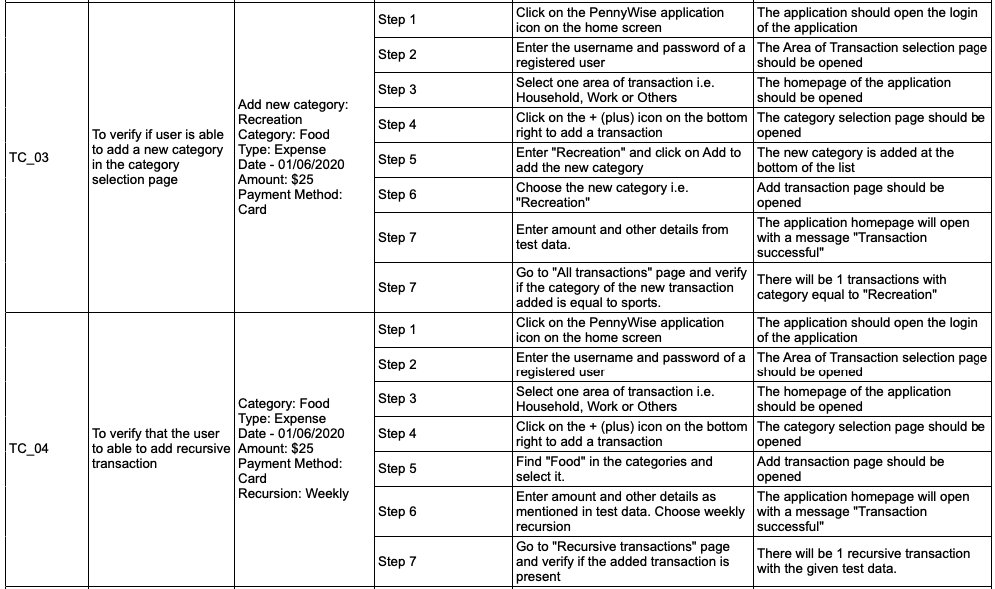 TC_03
To verify if user is able
to add a new category
in the category
selection page
Add new category:
Recreation
Category: Food
Type: Expense
Date - 01/06/2020
Amount: $25
Payment Method:
Card
Step 1
Click on the PennyWise application
icon on the home screen
The application should open the login
of the application
Step 2
Enter the username and password of a
registered user
The Area of Transaction selection page
should be opened
Step 3
Select one area of transaction i.e.
Household, Work or Others
The homepage of the application
should be opened
Step 4
Click on the + (plus) icon on the bottom
right to add a transaction
The category selection page should be
opened
Step 5
Enter "Recreation" and click on Add to
add the new category
The new category is added at the
bottom of the list
Step 6
Choose the new category i.e.
"Recreation"
Add transaction page should be
opened
Step 7
Enter amount and other details from
test data.
The application homepage will open
with a message "Transaction
successful"
Step 7
Go to "All transactions" page and verify
if the category of the new transaction
added is equal to sports.
There will be 1 transactions with
category equal to "Recreation"
TC_04
To verify that the user
to able to add recursive
transaction
Category: Food
Type: Expense
Date - 01/06/2020
Amount: $25
Payment Method:
Card
Recursion: Weekly
Step 1
Click on the PennyWise application
icon on the home screen
The application should open the login
of the application
Step 2
Enter the username and password of a
registered user
The Area of Transaction selection page
should be opened
Step 3
Select one area of transaction i.e.
Household, Work or Others
The homepage of the application
should be opened
Step 4
Click on the + (plus) icon on the bottom
right to add a transaction
The category selection page should be
opened
Step 5
Find "Food" in the categories and
select it.
Add transaction page should be
opened
Step 6
Enter amount and other details as
mentioned in test data. Choose weekly
recursion
The application homepage will open
with a message "Transaction
successful"
Step 7
Go to "Recursive transactions" page
and verify if the added transaction is
present
There will be 1 recursive transaction
with the given test data.